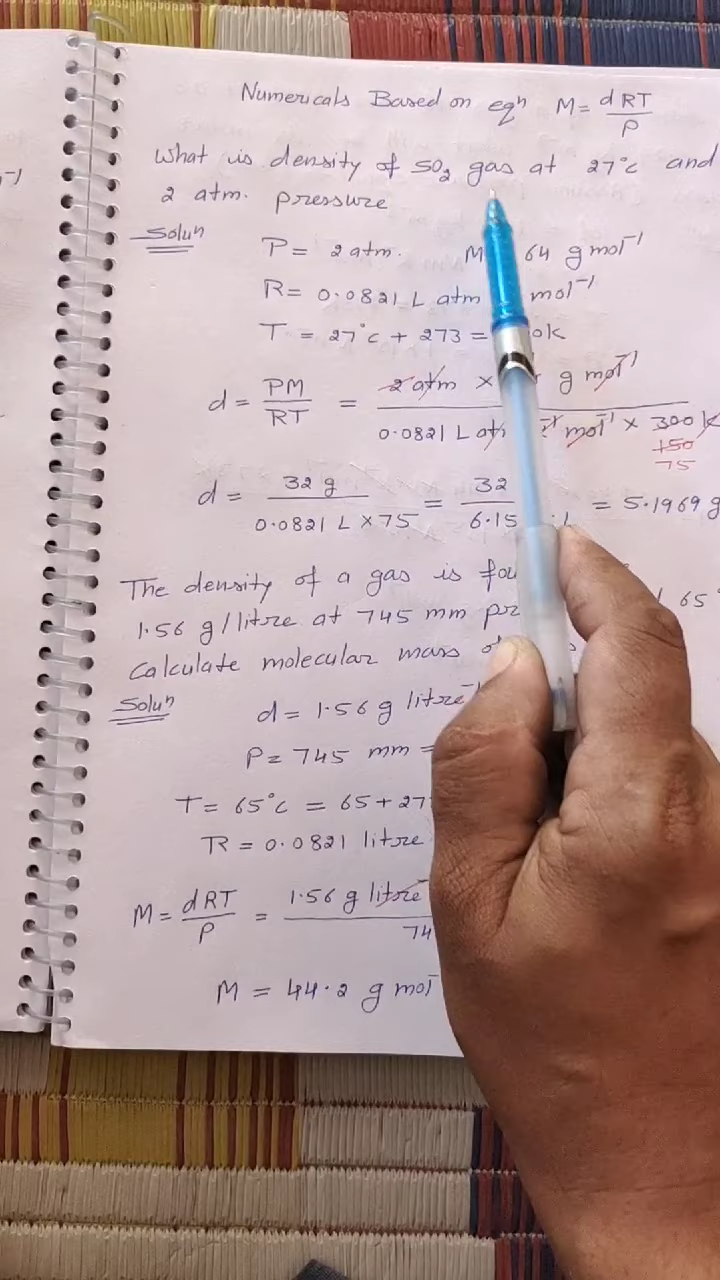 Numericals Based on eqⁿ M = dRT/P
What is density of SO₂ gas at 27°C and
2 atm. pressure
Soluⁿ
P = 2 atm. M 64 g mol⁻¹
R = 0.0821 L atm mol⁻¹
T = 27°C + 273 = 0K
d = PM/RT = 2 atm × g mol⁻¹ / 0.0821 L mol⁻¹ × 300 K
150
75
d = 32 g / 0.0821 L × 75 = 32 / 6.15 L = 5.1969 g
The density of a gas is
1.56 g/litre at 745 mm 65°
Calculate molecular mass
Soluⁿ
d = 1.56 g litre⁻¹
P = 745 mm =
T = 65°C = 65 + 27
R = 0.0821 litre
M = dRT/P = 1.56 g litre⁻ / 74
M = 44.2 g mol⁻